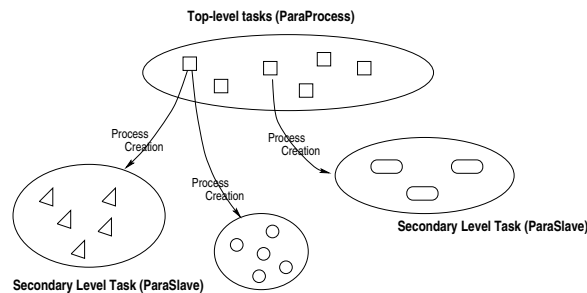 Top-level tasks (ParaProcess)
Process
Creation
Process
Creation
Process
Creation
Secondary Level Task (ParaSlave)
Secondary Level Task (ParaSlave)